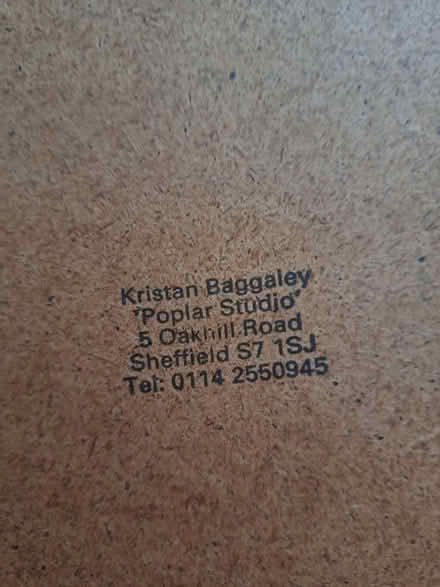 Kristan Baggaley
'Poplar Studio'
5 Oakhill Road
Sheffield S7 1SJ
Tel: 0114 2550945